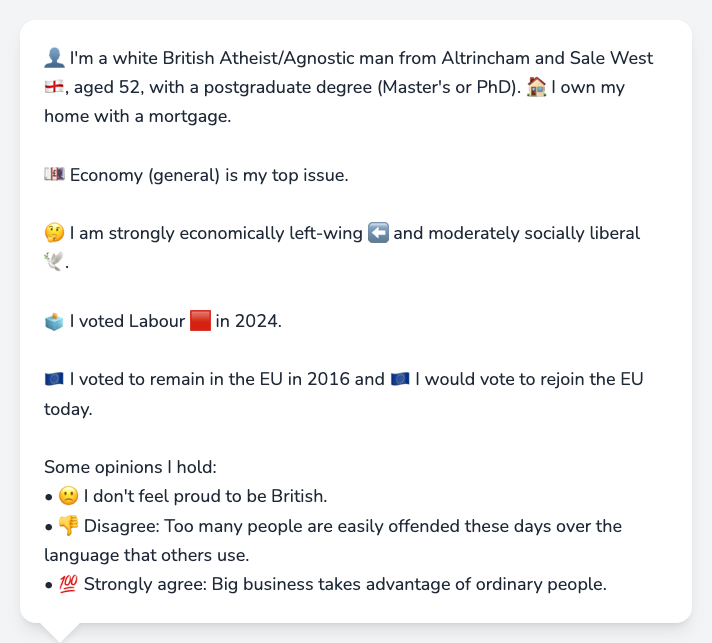 👤 I'm a white British Atheist/Agnostic man from Altrincham and Sale West
🏴󠁧󠁢󠁥󠁮󠁧󠁿, aged 52, with a postgraduate degree (Master's or PhD). 🏠 I own my
home with a mortgage.
💷 Economy (general) is my top issue.
🤔 I am strongly economically left-wing ⬅️ and moderately socially liberal
🕊️.
🗳️ I voted Labour 🟥 in 2024.
🇪🇺 I voted to remain in the EU in 2016 and 🇪🇺 I would vote to rejoin the EU
today.
Some opinions I hold:
• 🙁 I don't feel proud to be British.
• 👎 Disagree: Too many people are easily offended these days over the
language that others use.
• 💯 Strongly agree: Big business takes advantage of ordinary people.